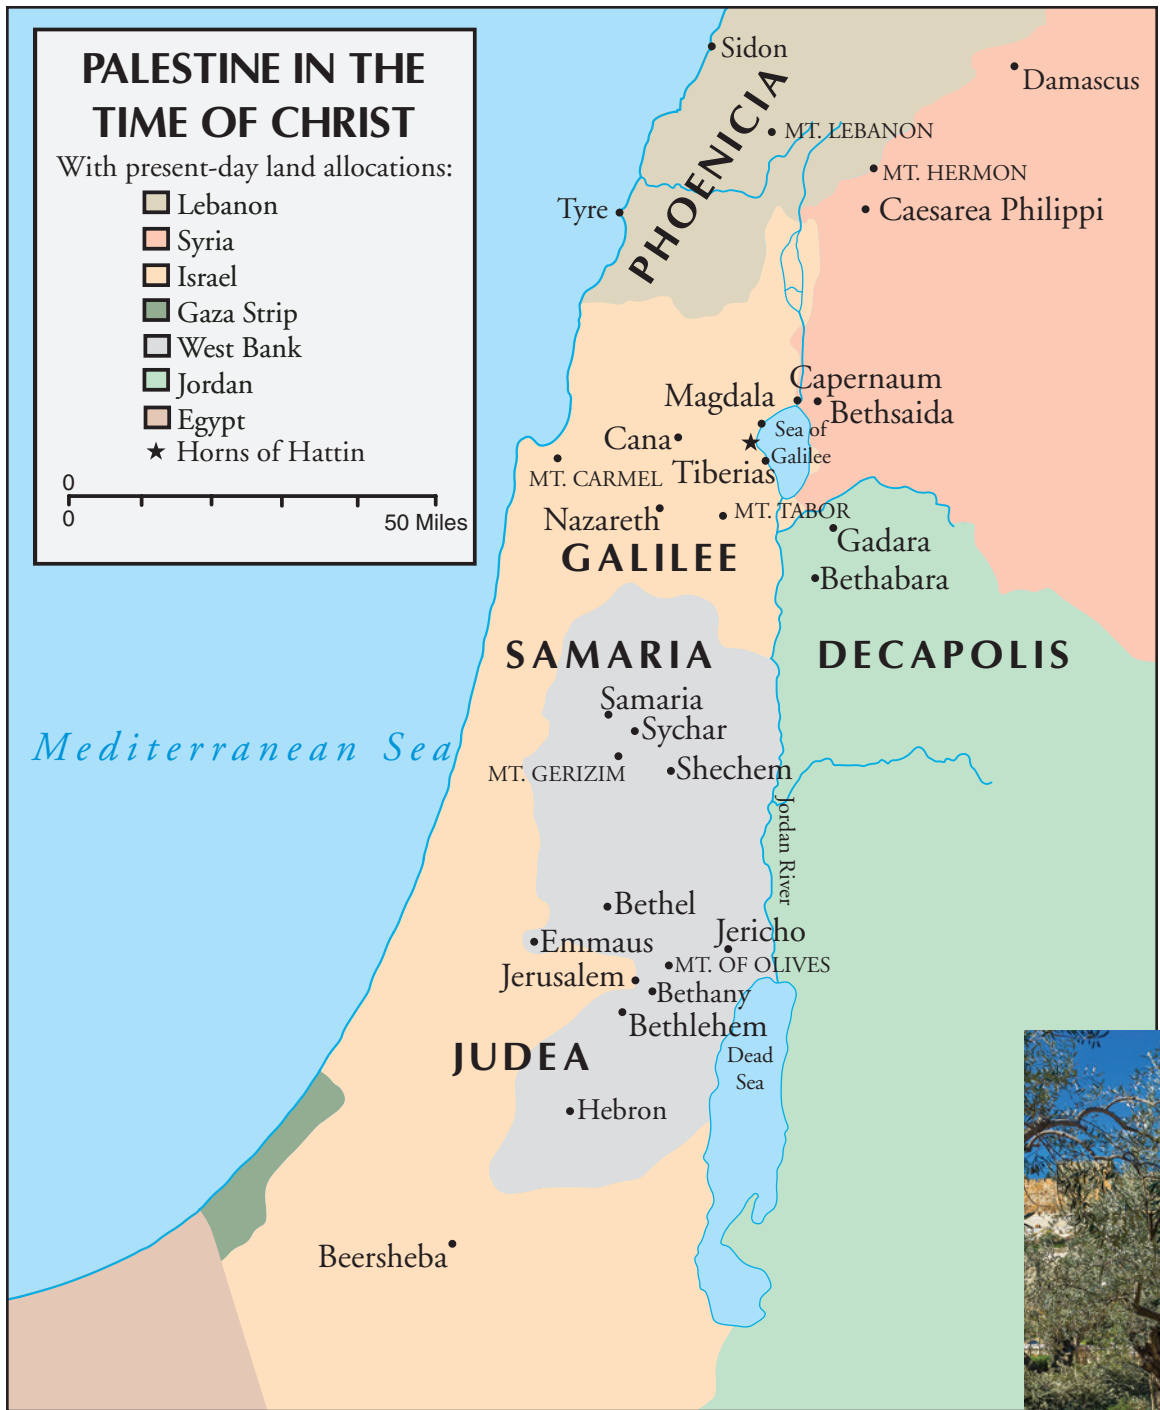 PALESTINE IN THE
TIME OF CHRIST
With present-day land allocations:
Lebanon
Syria
Israel
Gaza Strip
West Bank
Jordan
Egypt
Horns of Hattin
0
0
50 Miles
Sidon
Damascus
MT. LEBANON
MT. HERMON
PHOENICIA
Tyre
Caesarea Philippi
Capernaum
Magdala
Bethsaida
Sea of
Galilee
Cana
Tiberias
MT. CARMEL
MT. TABOR
Nazareth
Gadara
GALILEE
Bethabara
SAMARIA
DECAPOLIS
Samaria
Sychar
Mediterranean Sea
MT. GERIZIM
Shechem
Jordan River
Bethel
Jericho
Emmaus
MT. OF OLIVES
Jerusalem
Bethany
Bethlehem
JUDEA
Dead
Sea
Hebron
Beersheba